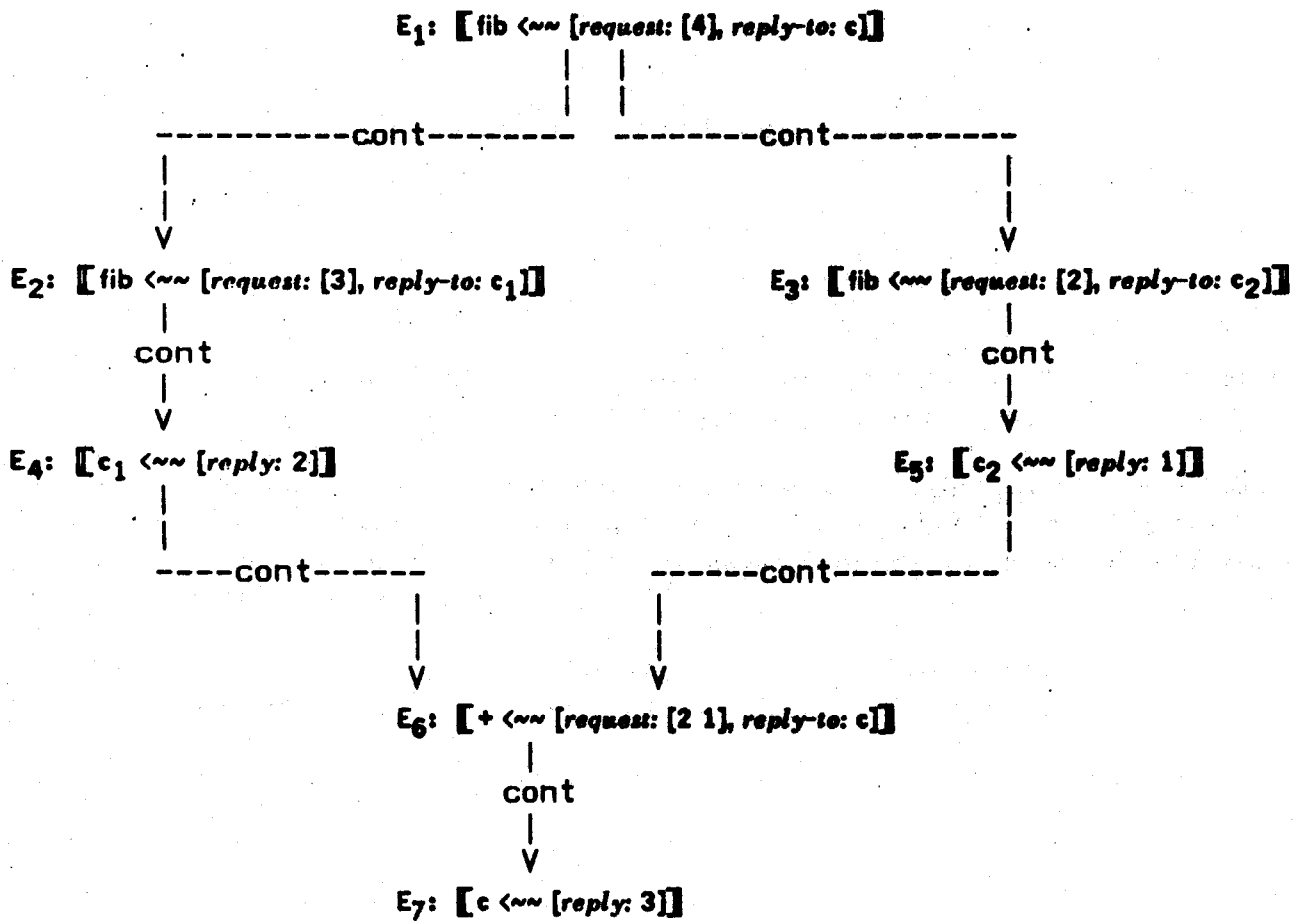 E₁: ⟦fib <~~ [request: [4], reply-to: c]⟧
cont cont
E₂: ⟦fib <~~ [request: [3], reply-to: c₁]⟧ E₃: ⟦fib <~~ [request: [2], reply-to: c₂]⟧
cont cont
E₄: ⟦c₁ <~~ [reply: 2]⟧ E₅: ⟦c₂ <~~ [reply: 1]⟧
cont cont
E₆: ⟦+ <~~ [request: [2 1], reply-to: c]⟧
cont
E₇: ⟦c <~~ [reply: 3]⟧